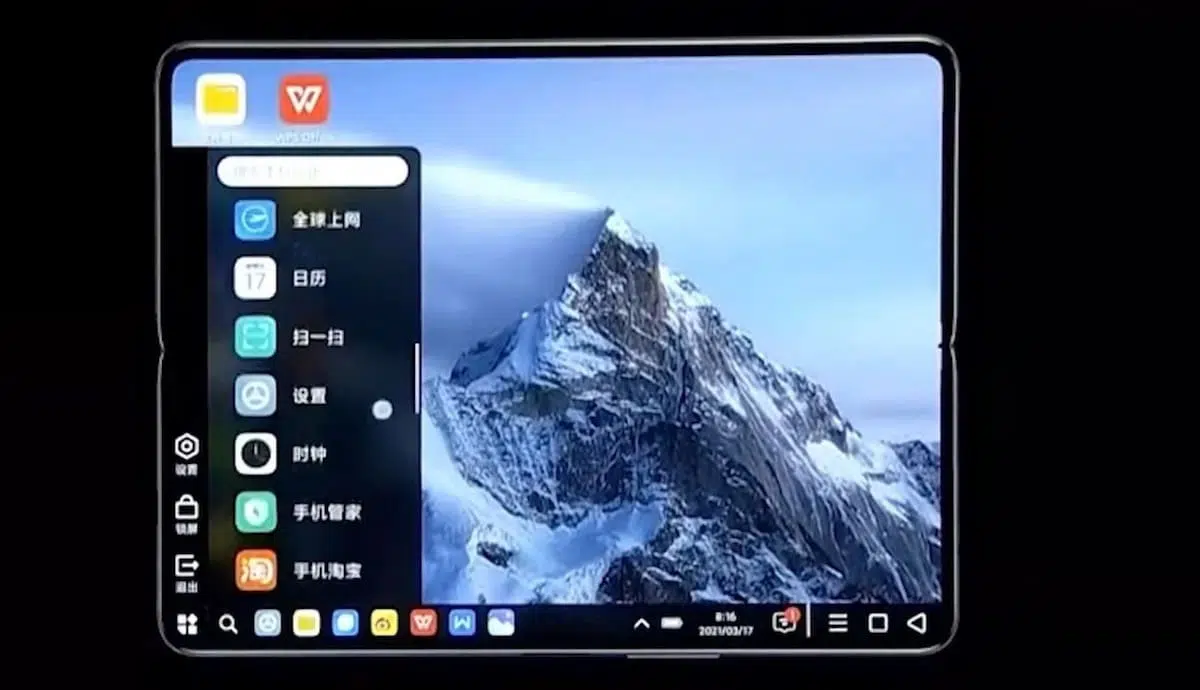 全球上网
17
日历
扫一扫
设置
时钟
手机管家
手机淘宝
设置
锁屏
退出
8:16
2021/03/17
1